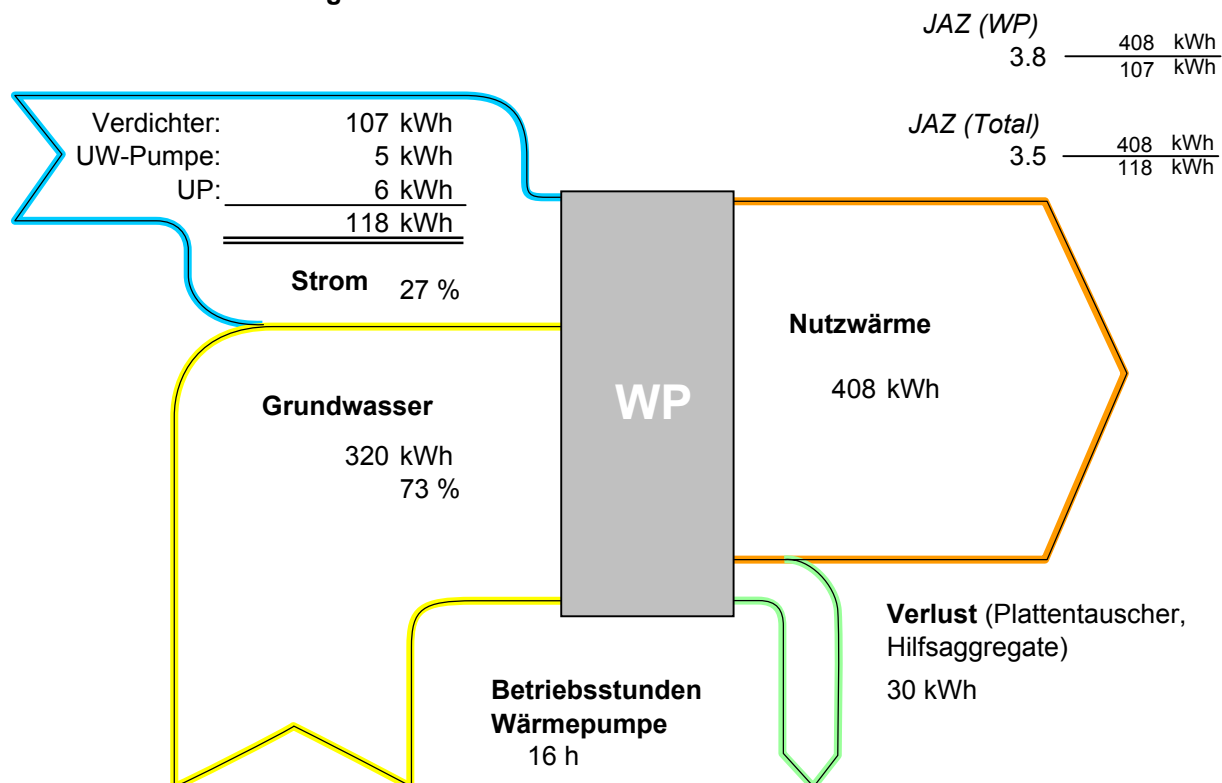 JAZ (WP)
3.8 408 kWh
107 kWh
JAZ (Total)
3.5 408 kWh
118 kWh
Verdichter: 107 kWh
UW-Pumpe: 5 kWh
UP: 6 kWh
118 kWh
Strom 27 %
Grundwasser
320 kWh
73 %
WP
Nutzwärme
408 kWh
Verlust (Plattentauscher,
Hilfsaggregate)
30 kWh
Betriebsstunden
Wärmepumpe
16 h